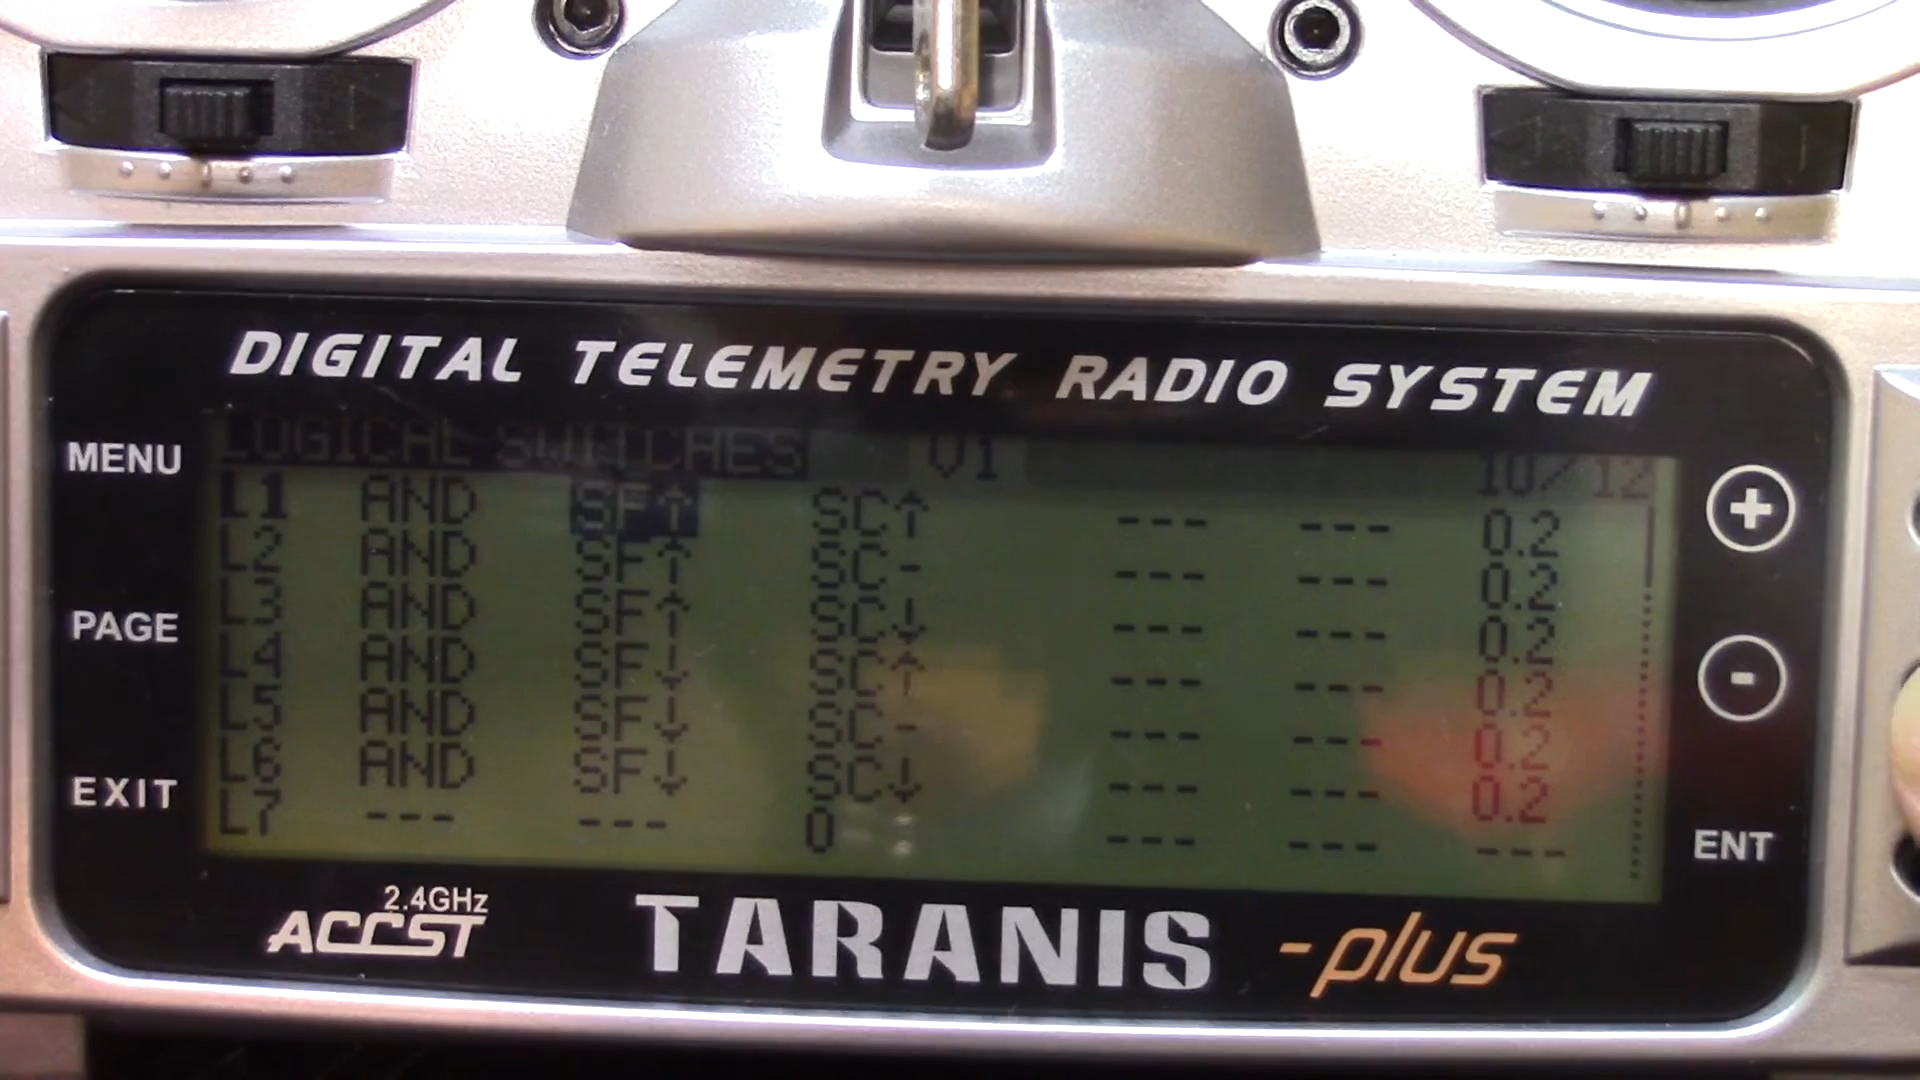 DIGITAL TELEMETRY RADIO SYSTEM
LOGICAL SWITCHES V1 10/12
L1 AND SF↑ SC↑ --- --- 0.2
L2 AND SF↑ SC- --- --- 0.2
L3 AND SF↑ SC↓ --- --- 0.2
L4 AND SF↓ SC↑ --- --- 0.2
L5 AND SF↓ SC- --- --- 0.2
L6 AND SF↓ SC↓ --- --- 0.2
L7 --- --- 0 --- --- ---
MENU
PAGE
EXIT
+
-
ENT
2.4GHz
ACCST
TARANIS -plus